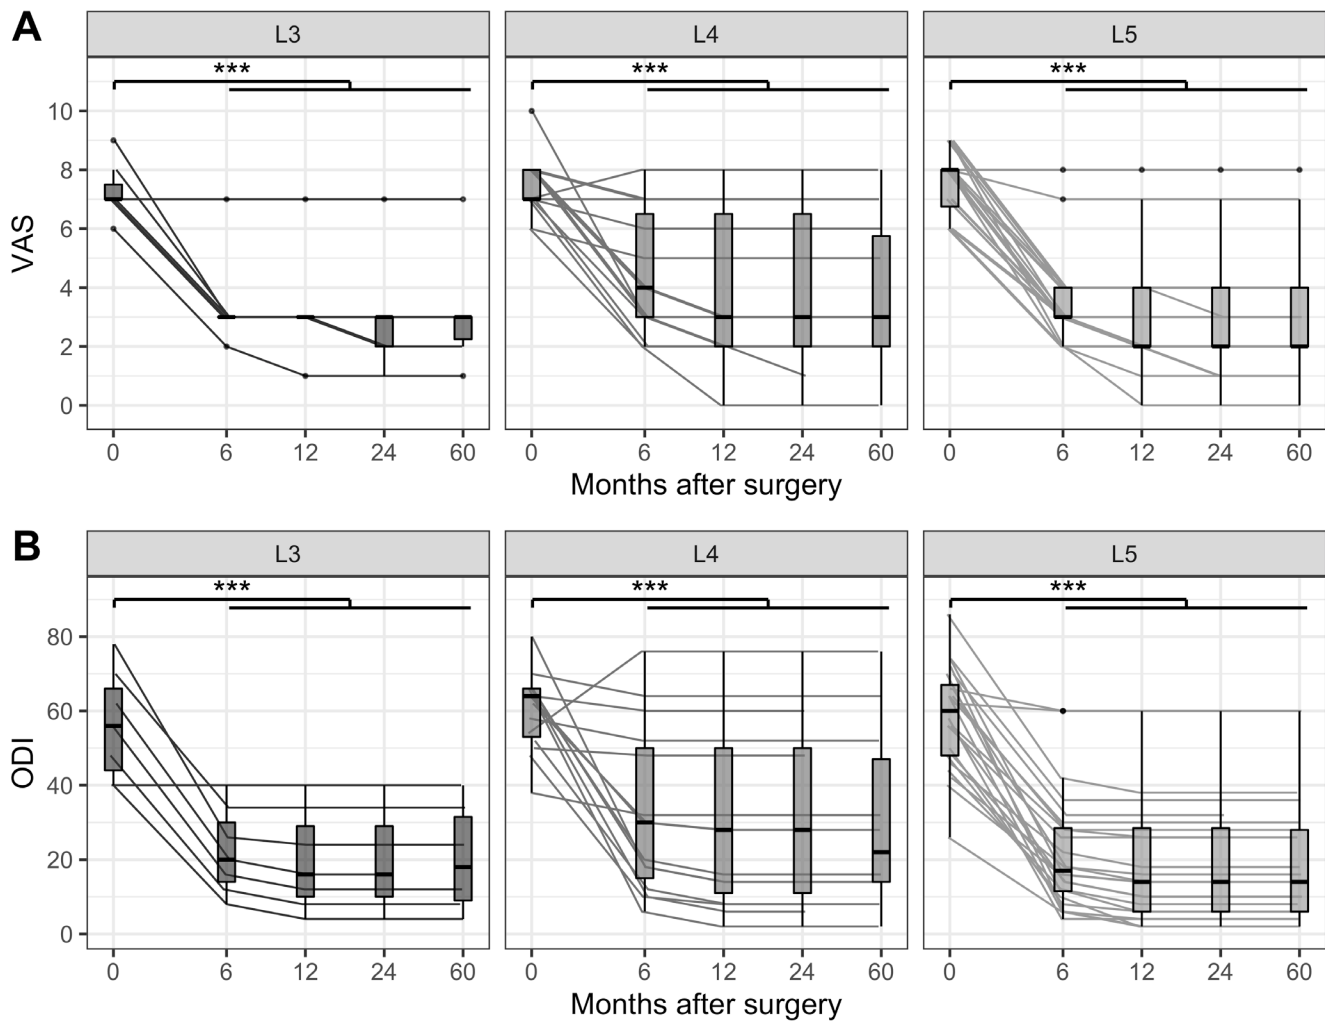 A
L3 L4 L5
*** *** ***
VAS
10
8
6
4
2
0
0 6 12 24 60 0 6 12 24 60 0 6 12 24 60
Months after surgery
B
L3 L4 L5
*** *** ***
ODI
80
60
40
20
0
0 6 12 24 60 0 6 12 24 60 0 6 12 24 60
Months after surgery